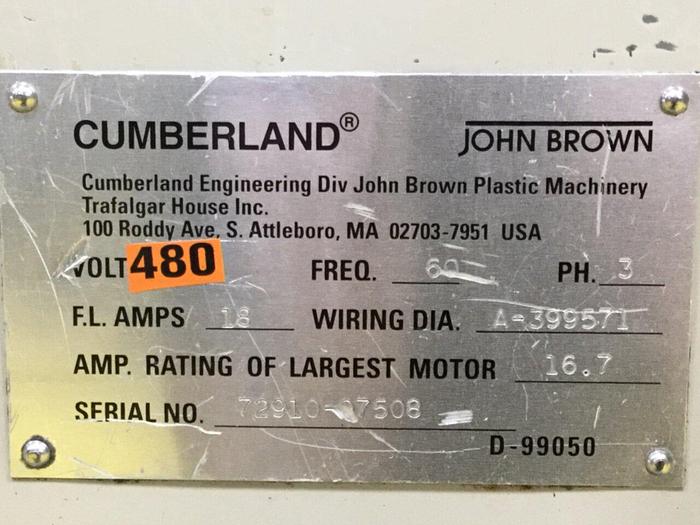 CUMBERLAND® JOHN BROWN
Cumberland Engineering Div John Brown Plastic Machinery
Trafalgar House Inc.
100 Roddy Ave, S. Attleboro, MA 02703-7951 USA
VOLT 480 FREQ. 60 PH. 3
F.L. AMPS 18 WIRING DIA. A-399571
AMP. RATING OF LARGEST MOTOR 16.7
SERIAL NO. 72910-07508
D-99050